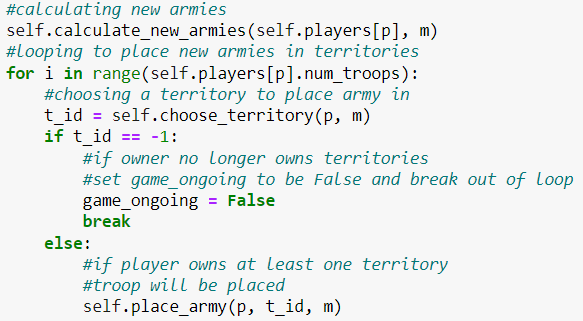 #calculating new armies
self.calculate_new_armies(self.players[p], m)
#looping to place new armies in territories
for i in range(self.players[p].num_troops):
    #choosing a territory to place army in
    t_id = self.choose_territory(p, m)
    if t_id == -1:
        #if owner no longer owns territories
        #set game_ongoing to be False and break out of loop
        game_ongoing = False
        break
    else:
        #if player owns at least one territory
        #troop will be placed
        self.place_army(p, t_id, m)